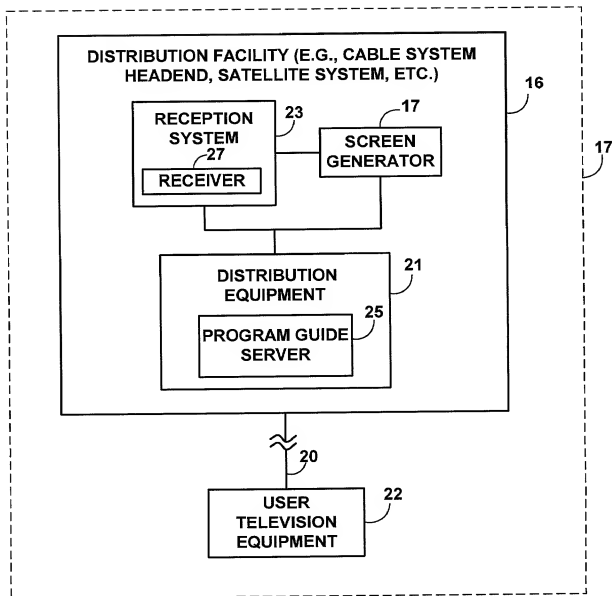 DISTRIBUTION FACILITY (E.G., CABLE SYSTEM
HEADEND, SATELLITE SYSTEM, ETC.)
16
RECEPTION
SYSTEM
23
27
RECEIVER
17
SCREEN
GENERATOR
17
DISTRIBUTION
EQUIPMENT
21
PROGRAM GUIDE
SERVER
25
20
USER
TELEVISION
EQUIPMENT
22